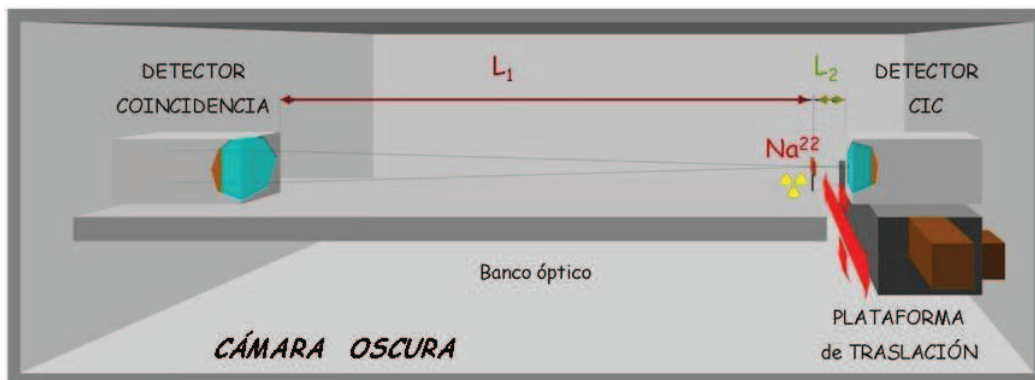 DETECTOR
COINCIDENCIA
L₁
L₂
DETECTOR
CIC
Na²²
Banco óptico
CÁMARA OSCURA
PLATAFORMA
de TRASLACIÓN